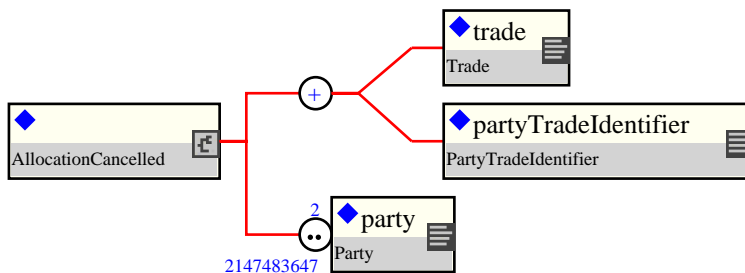 trade
Trade
+
AllocationCancelled
partyTradeIdentifier
PartyTradeIdentifier
2
party
Party
2147483647